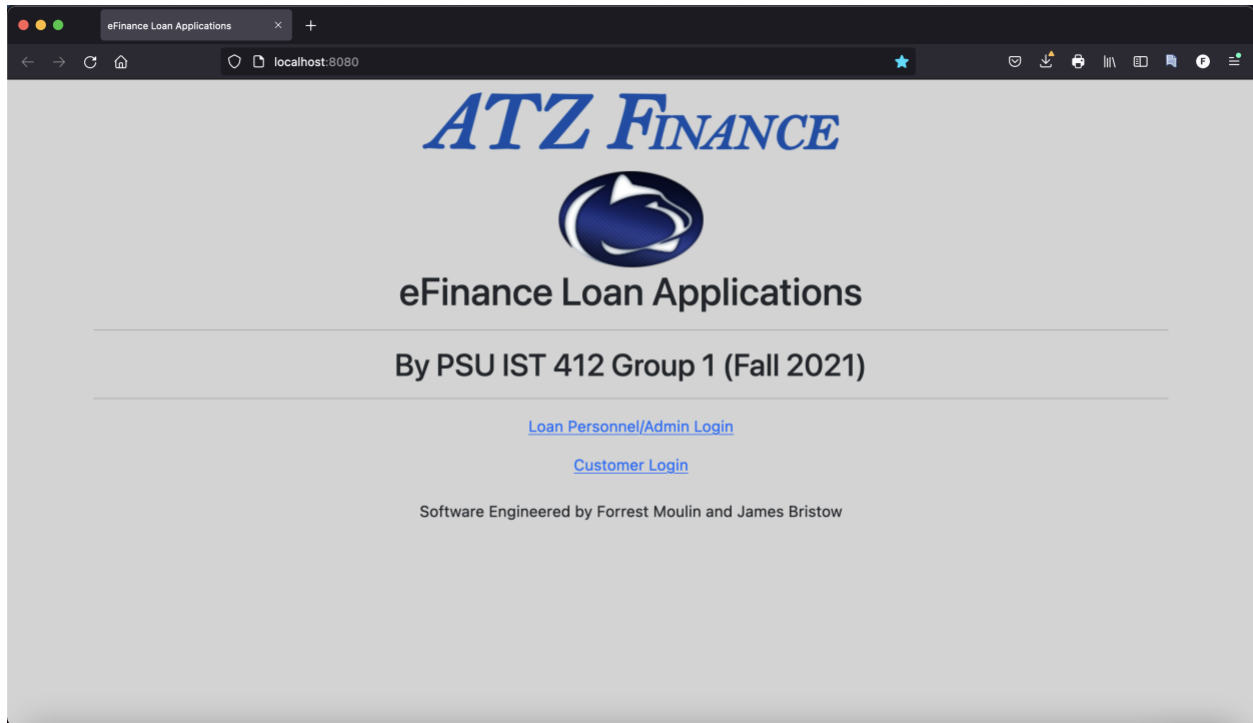 eFinance Loan Applications
localhost:8080
F
ATZ FINANCE
eFinance Loan Applications
By PSU IST 412 Group 1 (Fall 2021)
Loan Personnel/Admin Login
Customer Login
Software Engineered by Forrest Moulin and James Bristow